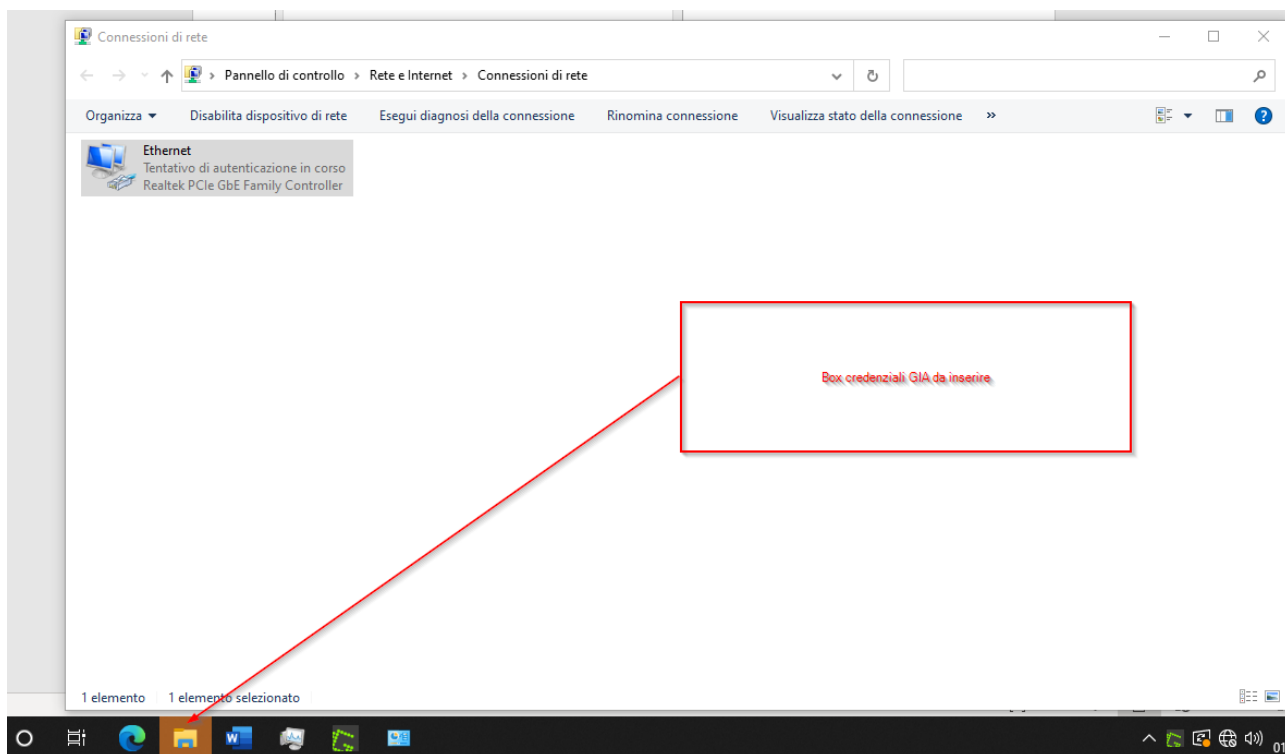 Connessioni di rete
Pannello di controllo > Rete e Internet > Connessioni di rete
Organizza Disabilita dispositivo di rete Esegui diagnosi della connessione Rinomina connessione Visualizza stato della connessione »
Ethernet
Tentativo di autenticazione in corso
Realtek PCIe GbE Family Controller
Box credenziali GIA da inserire
1 elemento 1 elemento selezionato
01